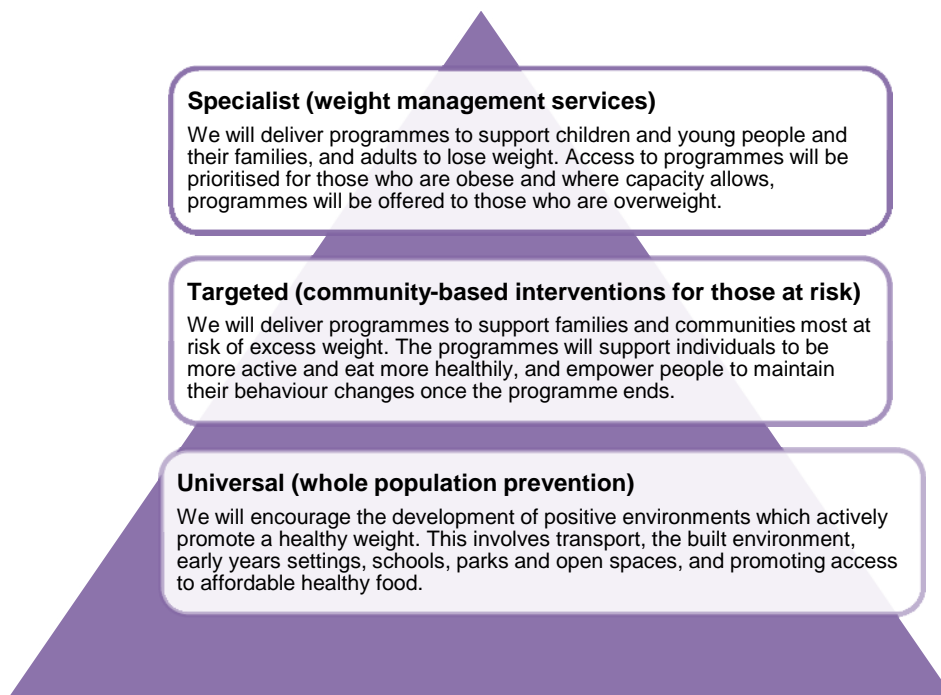 Specialist (weight management services)
We will deliver programmes to support children and young people and
their families, and adults to lose weight. Access to programmes will be
prioritised for those who are obese and where capacity allows,
programmes will be offered to those who are overweight.
Targeted (community-based interventions for those at risk)
We will deliver programmes to support families and communities most at
risk of excess weight. The programmes will support individuals to be
more active and eat more healthily, and empower people to maintain
their behaviour changes once the programme ends.
Universal (whole population prevention)
We will encourage the development of positive environments which actively
promote a healthy weight. This involves transport, the built environment,
early years settings, schools, parks and open spaces, and promoting access
to affordable healthy food.